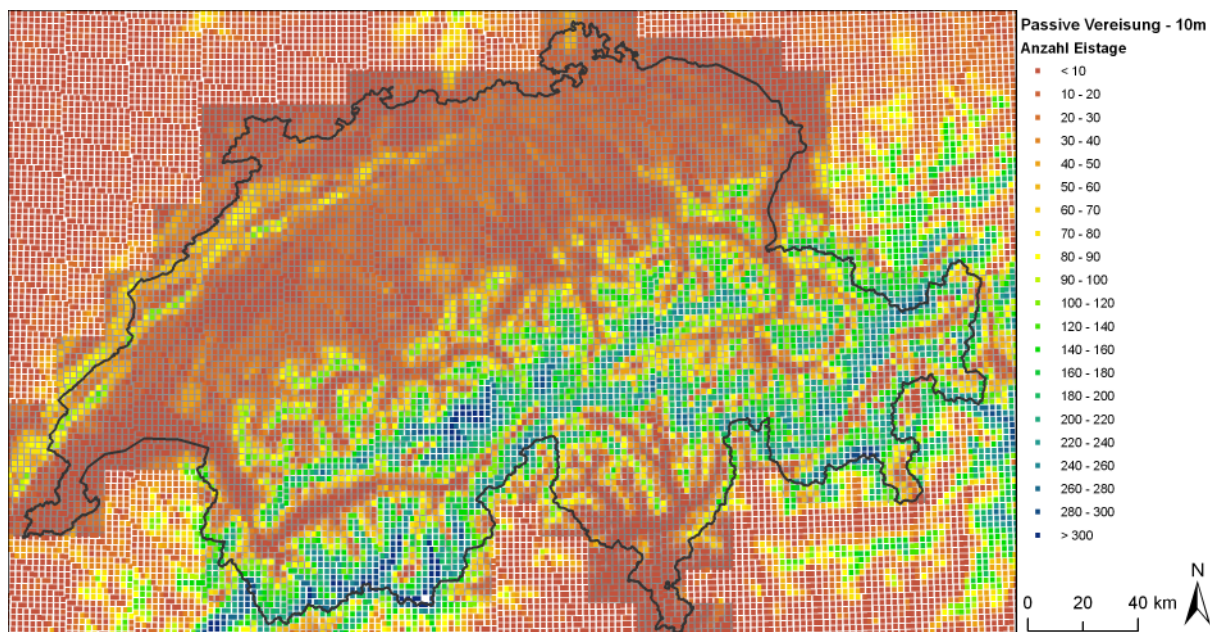 Passive Vereisung - 10m
Anzahl Eistage
< 10
10 - 20
20 - 30
30 - 40
40 - 50
50 - 60
60 - 70
70 - 80
80 - 90
90 - 100
100 - 120
120 - 140
140 - 160
160 - 180
180 - 200
200 - 220
220 - 240
240 - 260
260 - 280
280 - 300
> 300
N
0 20 40 km